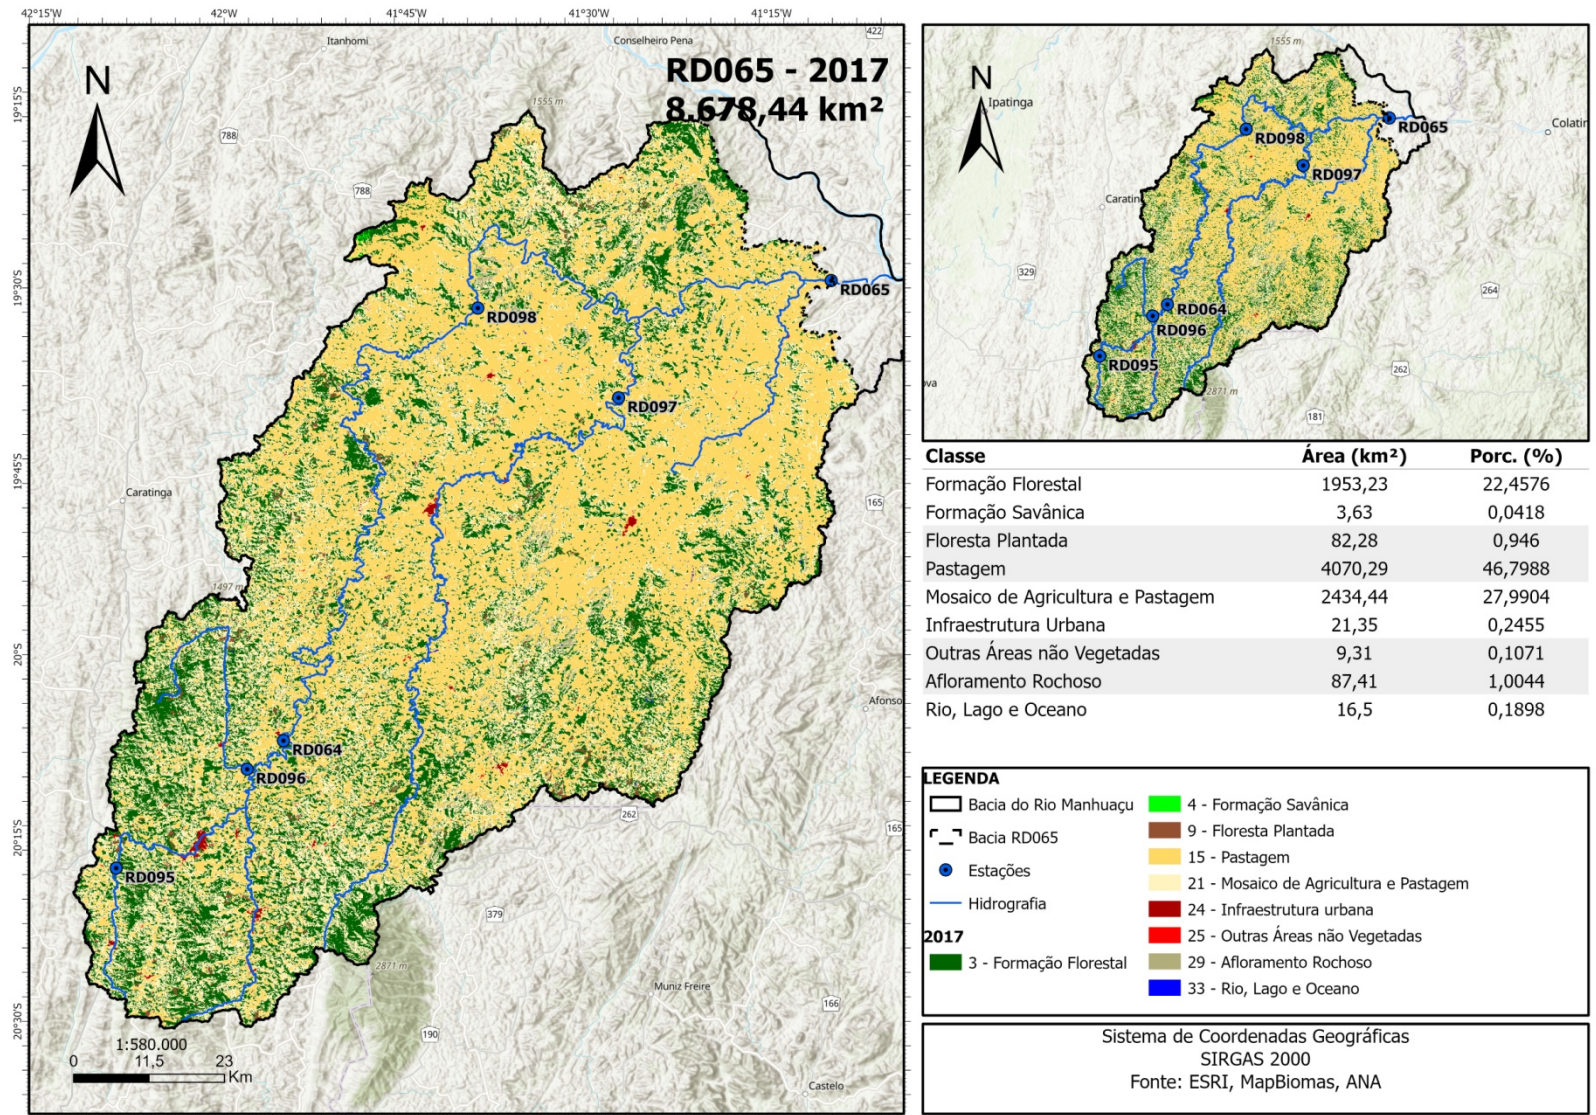 42°15'W 42°W 41°45'W 41°30'W 41°15'W
Itanhomi
Conselheiro Pena
422
N
RD065 - 2017
8.678,44 km²
1555 m
788
788
19°15'S
19°30'S
19°45'S
20°S
20°15'S
20°30'S
RD065
RD098
RD097
Caratinga
165
1497 m
Afonso
RD064
RD096
262
165
RD095
379
2871 m
Muniz Freire
166
190
Castelo
1:580.000
0 11,5 23
Km
1555 m
N
Ipatinga
RD065
Colatin
RD098
RD097
Caratin
329
264
RD064
RD096
RD095
262
ova
2871 m
181
Classe Área (km²) Porc. (%)
Formação Florestal 1953,23 22,4576
Formação Savânica 3,63 0,0418
Floresta Plantada 82,28 0,946
Pastagem 4070,29 46,7988
Mosaico de Agricultura e Pastagem 2434,44 27,9904
Infraestrutura Urbana 21,35 0,2455
Outras Áreas não Vegetadas 9,31 0,1071
Afloramento Rochoso 87,41 1,0044
Rio, Lago e Oceano 16,5 0,1898
LEGENDA
Bacia do Rio Manhuaçu
Bacia RD065
Estações
Hidrografia
2017
3 - Formação Florestal
4 - Formação Savânica
9 - Floresta Plantada
15 - Pastagem
21 - Mosaico de Agricultura e Pastagem
24 - Infraestrutura urbana
25 - Outras Áreas não Vegetadas
29 - Afloramento Rochoso
33 - Rio, Lago e Oceano
Sistema de Coordenadas Geográficas
SIRGAS 2000
Fonte: ESRI, MapBiomas, ANA